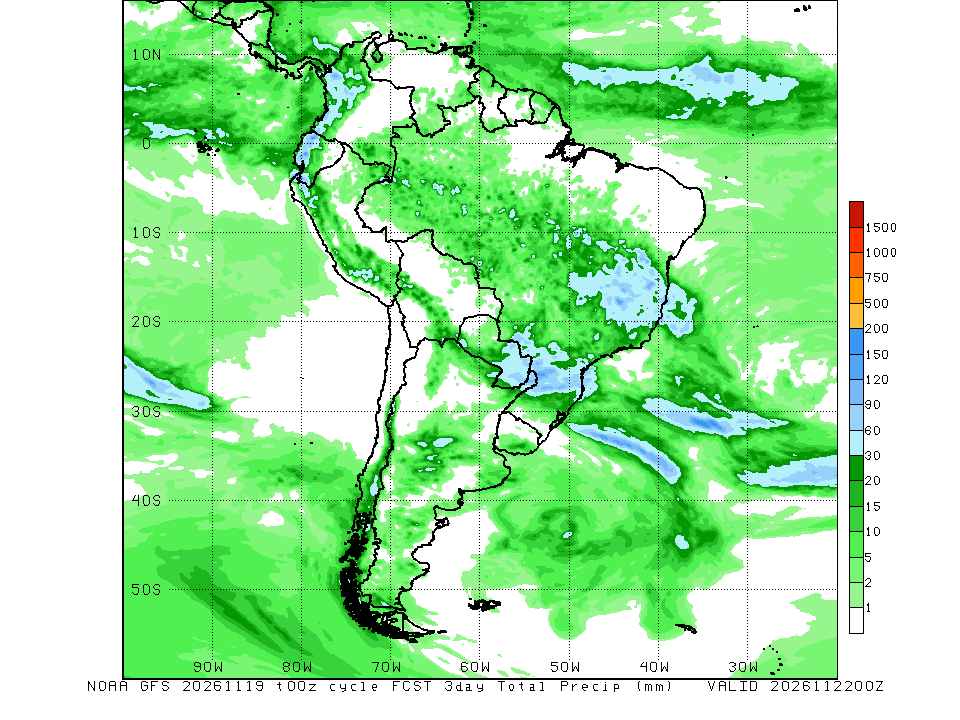 10N
0
10S
20S
30S
40S
50S
90W 80W 70W 60W 50W 40W 30W
1500
1000
750
500
200
150
120
90
60
30
20
15
10
5
2
1
NOAA GFS 20261119 t00z cycle FCST 3day Total Precip (mm) VALID 2026112200Z